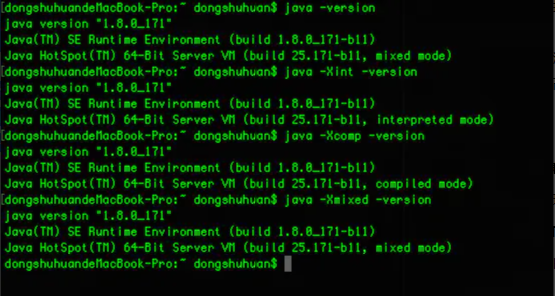 [dongshuhuandeMacBook-Pro:~ dongshuhuan$ java -version
java version "1.8.0_171"
Java(TM) SE Runtime Environment (build 1.8.0_171-b11)
Java HotSpot(TM) 64-Bit Server VM (build 25.171-b11, mixed mode)
[dongshuhuandeMacBook-Pro:~ dongshuhuan$ java -Xint -version
java version "1.8.0_171"
Java(TM) SE Runtime Environment (build 1.8.0_171-b11)
Java HotSpot(TM) 64-Bit Server VM (build 25.171-b11, interpreted mode)
[dongshuhuandeMacBook-Pro:~ dongshuhuan$ java -Xcomp -version
java version "1.8.0_171"
Java(TM) SE Runtime Environment (build 1.8.0_171-b11)
Java HotSpot(TM) 64-Bit Server VM (build 25.171-b11, compiled mode)
[dongshuhuandeMacBook-Pro:~ dongshuhuan$ java -Xmixed -version
java version "1.8.0_171"
Java(TM) SE Runtime Environment (build 1.8.0_171-b11)
Java HotSpot(TM) 64-Bit Server VM (build 25.171-b11, mixed mode)
dongshuhuandeMacBook-Pro:~ dongshuhuan$